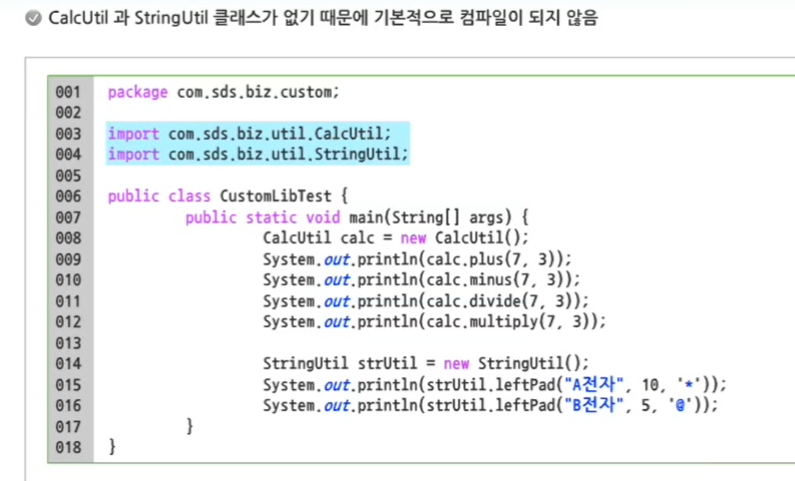 CalcUtil 과 StringUtil 클래스가 없기 때문에 기본적으로 컴파일이 되지 않음
001 package com.sds.biz.custom;
002
003 import com.sds.biz.util.CalcUtil;
004 import com.sds.biz.util.StringUtil;
005
006 public class CustomLibTest {
007 public static void main(String[] args) {
008 CalcUtil calc = new CalcUtil();
009 System.out.println(calc.plus(7, 3));
010 System.out.println(calc.minus(7, 3));
011 System.out.println(calc.divide(7, 3));
012 System.out.println(calc.multiply(7, 3));
013
014 StringUtil strUtil = new StringUtil();
015 System.out.println(strUtil.leftPad("A전자", 10, '*'));
016 System.out.println(strUtil.leftPad("B전자", 5, '@'));
017 }
018 }